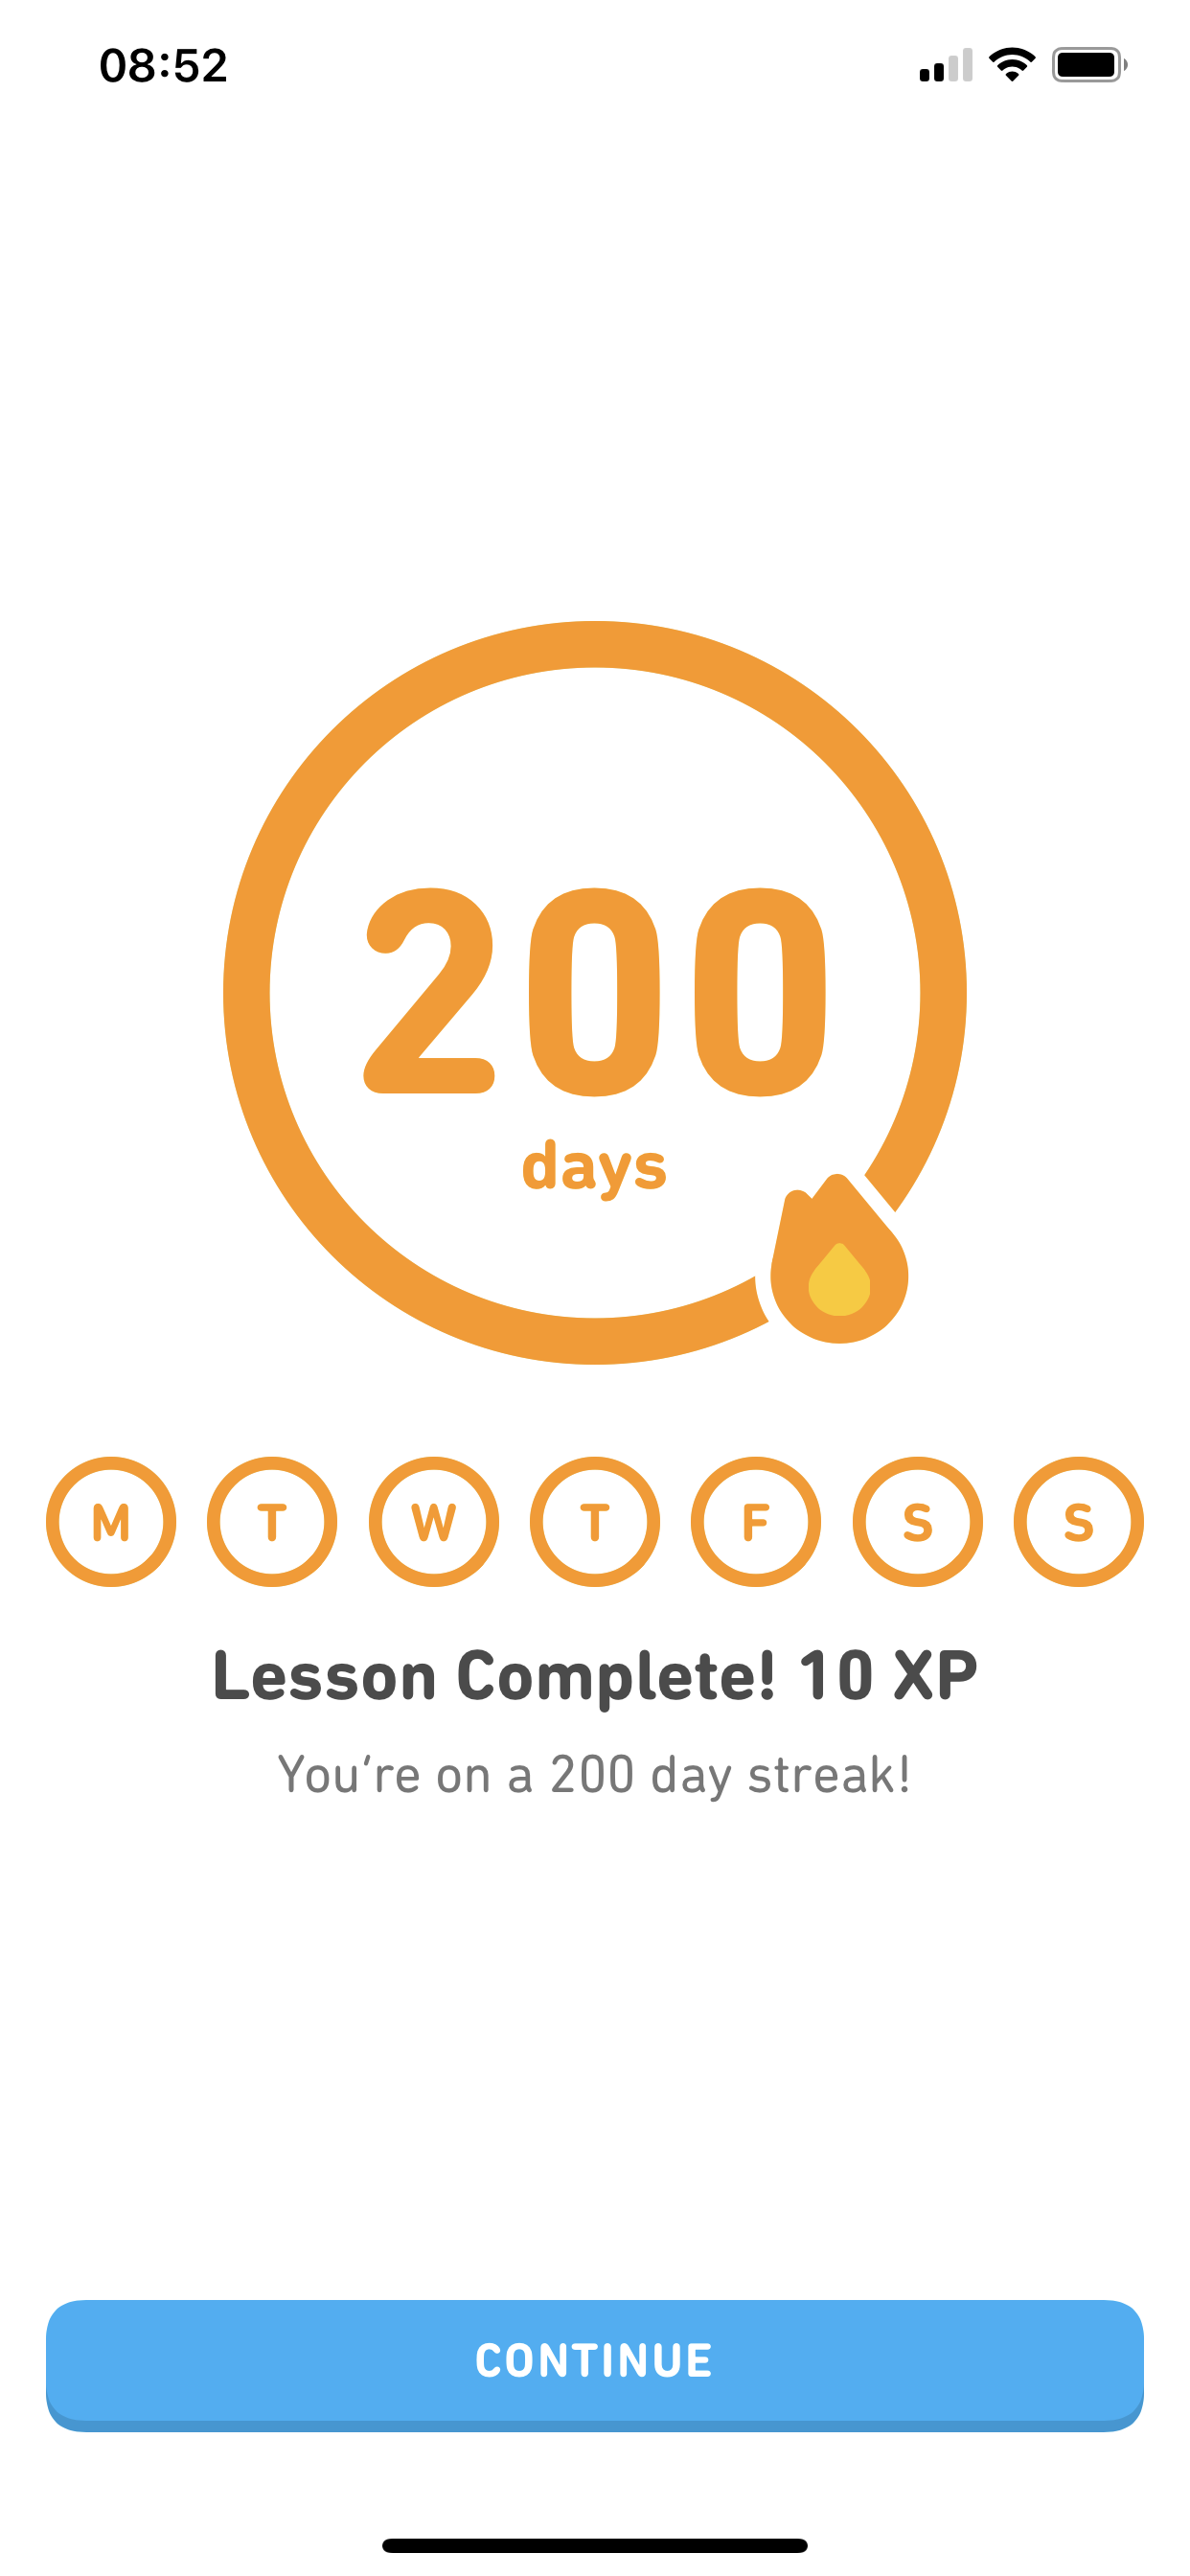 08:52
200
days
M T W T F S S
Lesson Complete! 10 XP
You’re on a 200 day streak!
CONTINUE